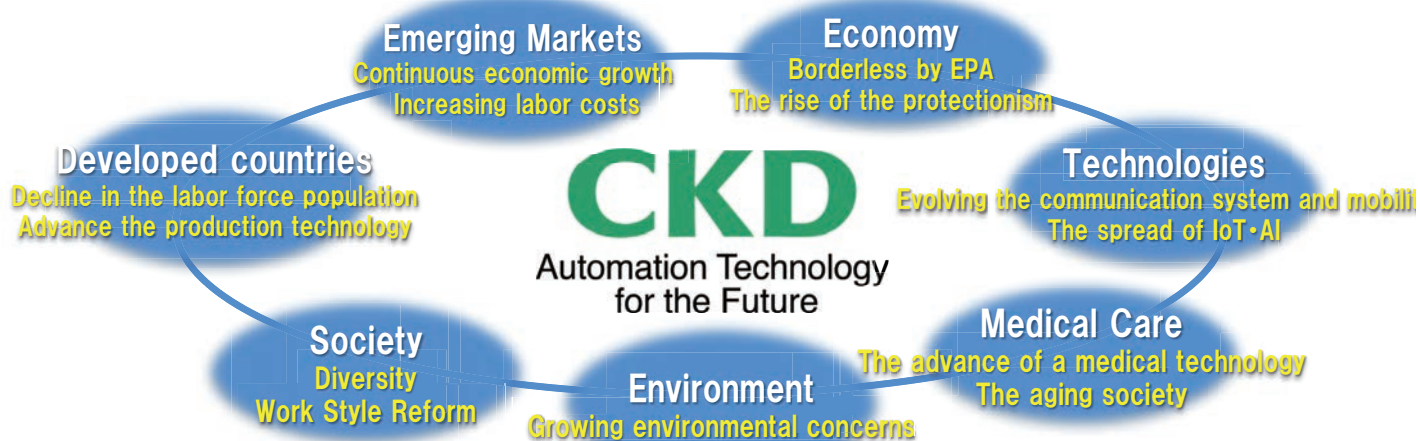 Emerging Markets
Continuous economic growth
Increasing labor costs
Economy
Borderless by EPA
The rise of the protectionism
Developed countries
Decline in the labor force population
Advance the production technology
CKD
Automation Technology
for the Future
Technologies
Evolving the communication system and
The spread of IoT・AI
Society
Diversity
Work Style Reform
Environment
Growing environmental concerns
Medical Care
The advance of a medical technology
The aging society